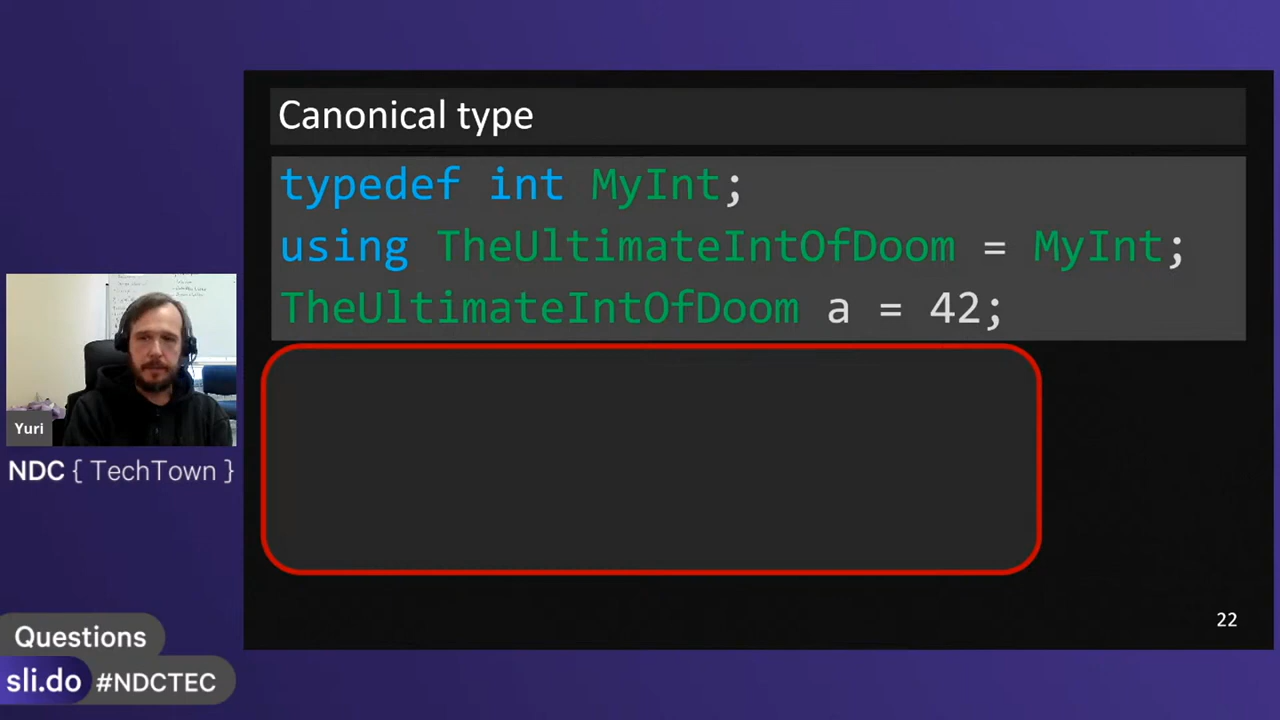 Canonical type
typedef int MyInt;
using TheUltimateIntOfDoom = MyInt;
TheUltimateIntOfDoom a = 42;
Yuri
NDC { TechTown }
22
Questions
sli.do #NDCTEC